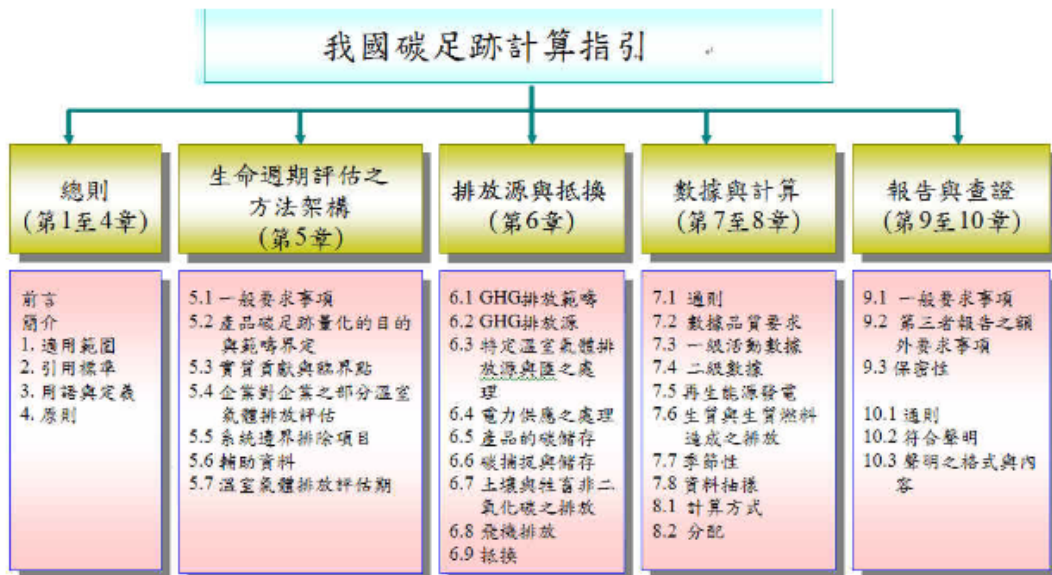 我國碳足跡計算指引
總則
(第1至4章)
生命週期評估之
方法架構
(第5章)
排放源與抵換
(第6章)
數據與計算
(第7至8章)
報告與查證
(第9至10章)
前言
簡介
1. 適用範圍
2. 引用標準
3. 用語與定義
4. 原則
5.1 一般要求事項
5.2 產品碳足跡量化的目的
與範疇界定
5.3 實質貢獻與臨界點
5.4 企業對企業之部分溫室
氣體排放評估
5.5 系統邊界排除項目
5.6 輔助資料
5.7 溫室氣體排放評估期
6.1 GHG排放範疇
6.2 GHG排放源
6.3 特定溫室氣體排
放源與匯之處
理
6.4 電力供應之處理
6.5 產品的碳儲存
6.6 碳捕捉與儲存
6.7 土壤與牲畜非二
氧化碳之排放
6.8 飛機排放
6.9 抵換
7.1 通則
7.2 數據品質要求
7.3 一級活動數據
7.4 二級數據
7.5 再生能源發電
7.6 生質與生質燃料
造成之排放
7.7 季節性
7.8 資料抽樣
8.1 計算方式
8.2 分配
9.1 一般要求事項
9.2 第三者報告之額
外要求事項
9.3 保密性
10.1 通則
10.2 符合聲明
10.3 聲明之格式與內
容